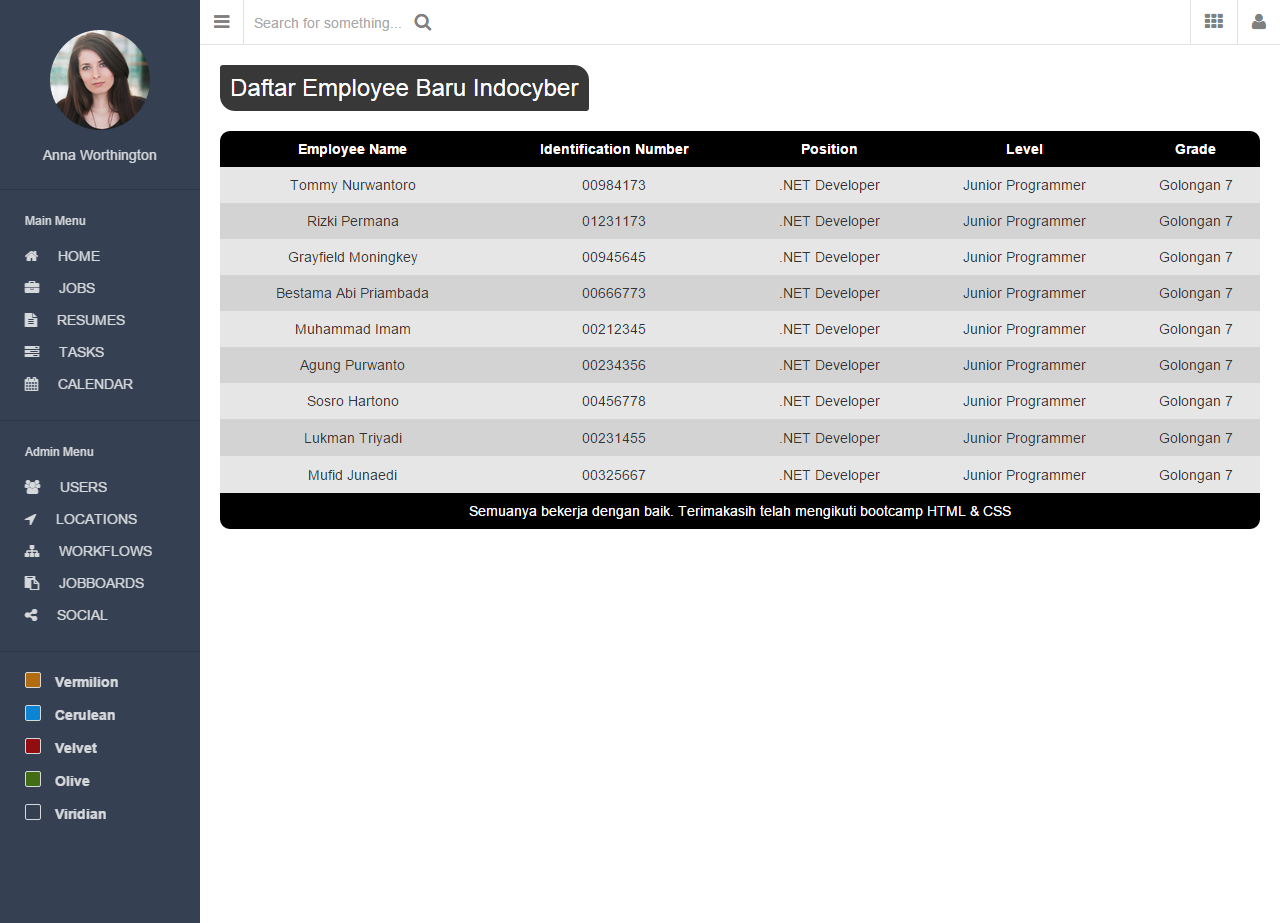 Anna Worthington
Main Menu
HOME
JOBS
RESUMES
TASKS
CALENDAR
Admin Menu
USERS
LOCATIONS
WORKFLOWS
JOBBOARDS
SOCIAL
Vermilion
Cerulean
Velvet
Olive
Viridian
Search for something...
Daftar Employee Baru Indocyber
Employee Name Identification Number Position Level Grade
Tommy Nurwantoro 00984173 .NET Developer Junior Programmer Golongan 7
Rizki Permana 01231173 .NET Developer Junior Programmer Golongan 7
Grayfield Moningkey 00945645 .NET Developer Junior Programmer Golongan 7
Bestama Abi Priambada 00666773 .NET Developer Junior Programmer Golongan 7
Muhammad Imam 00212345 .NET Developer Junior Programmer Golongan 7
Agung Purwanto 00234356 .NET Developer Junior Programmer Golongan 7
Sosro Hartono 00456778 .NET Developer Junior Programmer Golongan 7
Lukman Triyadi 00231455 .NET Developer Junior Programmer Golongan 7
Mufid Junaedi 00325667 .NET Developer Junior Programmer Golongan 7
Semuanya bekerja dengan baik. Terimakasih telah mengikuti bootcamp HTML & CSS